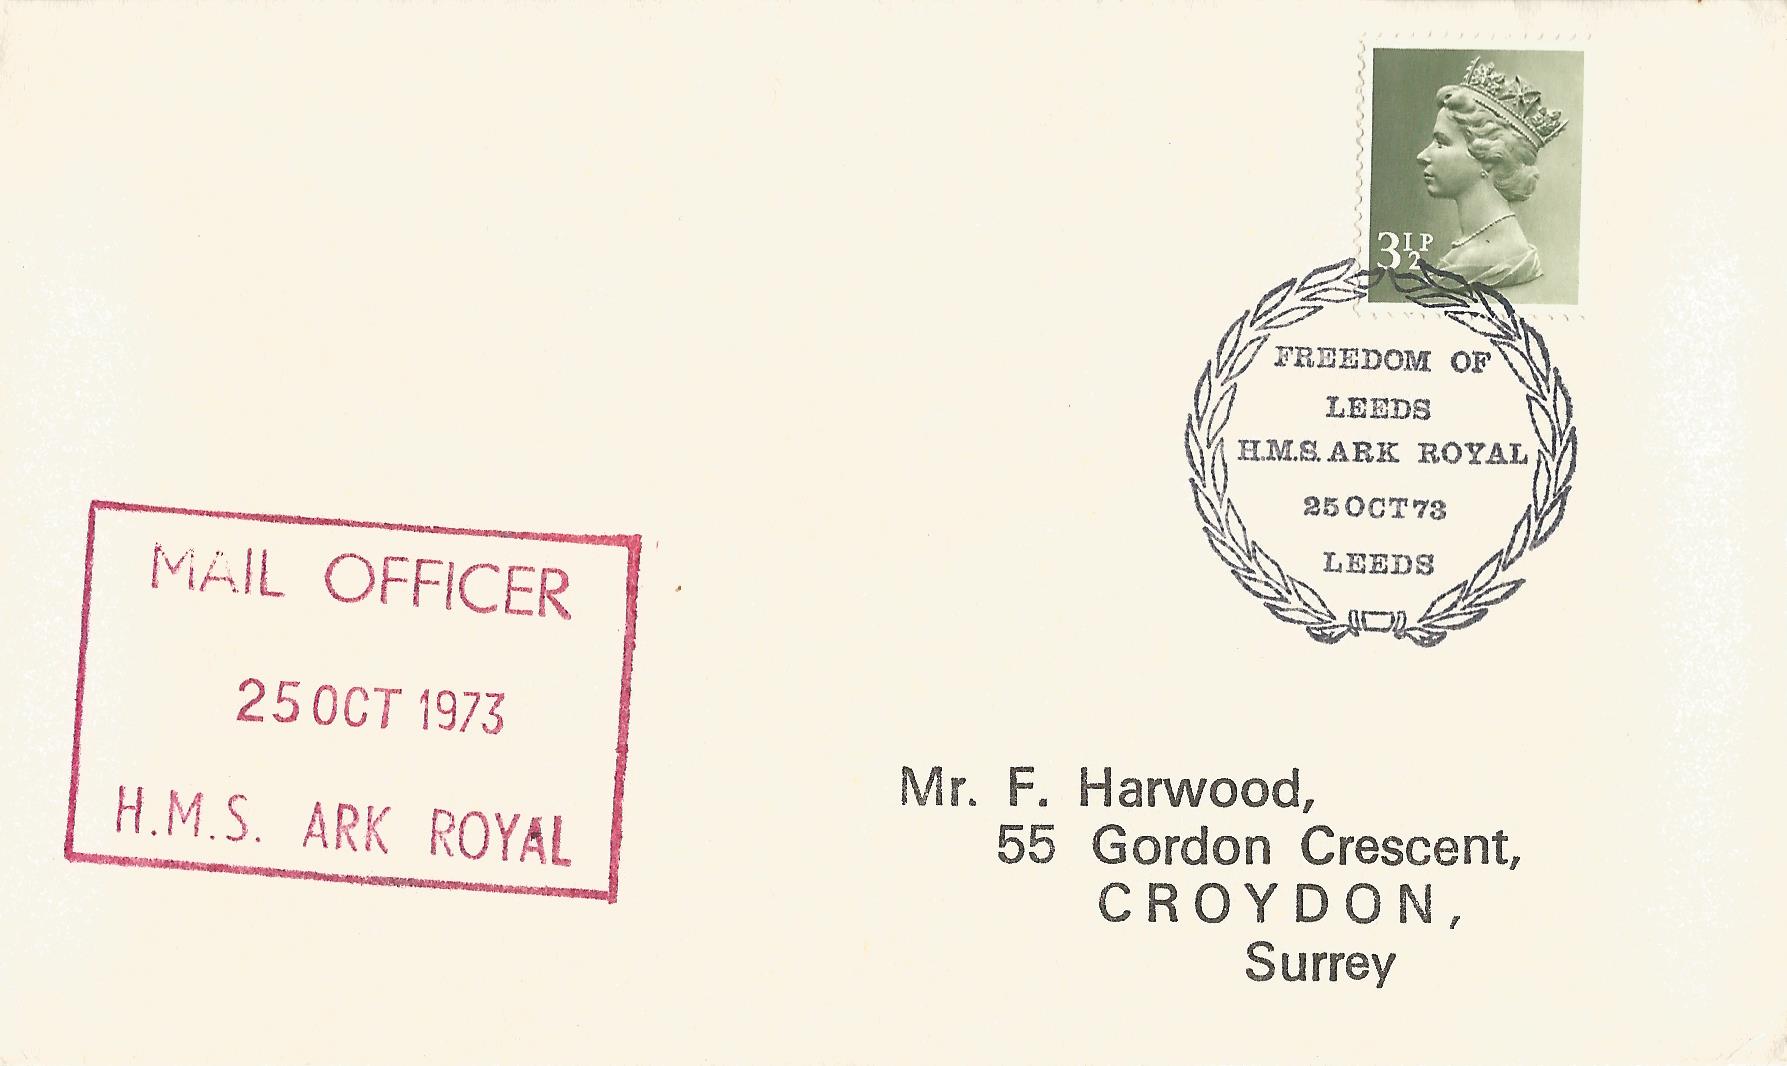 3½P
FREEDOM OF
LEEDS
H.M.S. ARK ROYAL
25 OCT 73
LEEDS
MAIL OFFICER
25 OCT 1973
H.M.S. ARK ROYAL
Mr. F. Harwood,
55 Gordon Crescent,
CROYDON,
Surrey